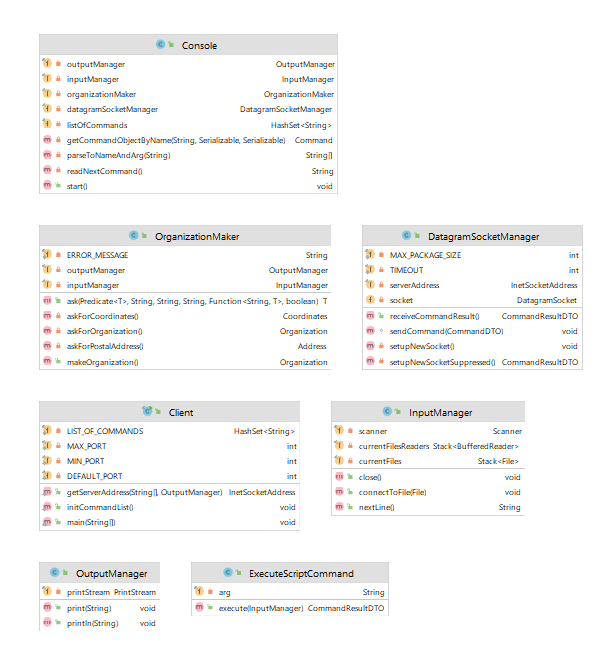 Console
outputManager OutputManager
inputManager InputManager
organizationMaker OrganizationMaker
datagramSocketManager DatagramSocketManager
listOfCommands HashSet<String>
getCommandObjectByName(String, Serializable, Serializable) Command
parseToNameAndArg(String) String[]
readNextCommand() String
start() void
OrganizationMaker
ERROR_MESSAGE String
outputManager OutputManager
inputManager InputManager
ask(Predicate<T>, String, String, String, Function<String, T>, boolean) T
askForCoordinates() Coordinates
askForOrganization() Organization
askForPostalAddress() Address
makeOrganization() Organization
DatagramSocketManager
MAX_PACKAGE_SIZE int
TIMEOUT int
serverAddress InetSocketAddress
socket DatagramSocket
receiveCommandResult() CommandResultDTO
sendCommand(CommandDTO) void
setupNewSocket() void
setupNewSocketSuppressed() CommandResultDTO
Client
LIST_OF_COMMANDS HashSet<String>
MAX_PORT int
MIN_PORT int
DEFAULT_PORT int
getServerAddress(String[], OutputManager) InetSocketAddress
initCommandList() void
main(String[]) void
InputManager
scanner Scanner
currentFilesReaders Stack<BufferedReader>
currentFiles Stack<File>
close() void
connectToFile(File) void
nextLine() String
OutputManager
printStream PrintStream
print(String) void
println(String) void
ExecuteScriptCommand
arg String
execute(InputManager) CommandResultDTO